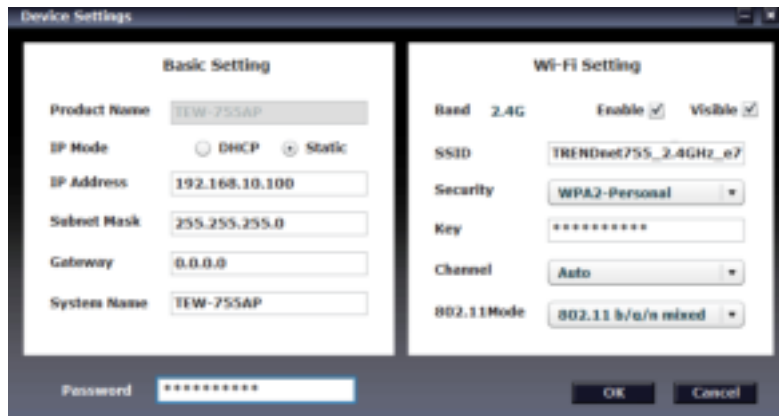 Device Settings
Basic Setting
Product Name TEW-755AP
IP Mode DHCP Static
IP Address 192.168.10.100
Subnet Mask 255.255.255.0
Gateway 0.0.0.0
System Name TEW-755AP
Wi-Fi Setting
Band 2.4G Enable Visible
SSID TRENDnet755_2.4GHz_e7
Security WPA2-Personal
Key **********
Channel Auto
802.11Mode 802.11 b/g/n mixed
Password **********
OK Cancel